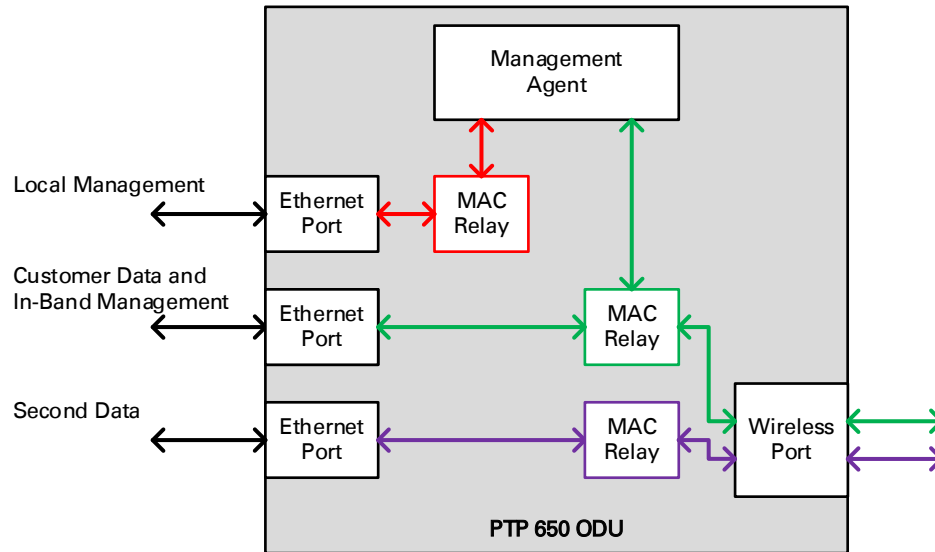 Management
Agent
Local Management
Ethernet
Port
MAC
Relay
Customer Data and
In-Band Management
Ethernet
Port
MAC
Relay
Second Data
Ethernet
Port
MAC
Relay
Wireless
Port
PTP 650 ODU